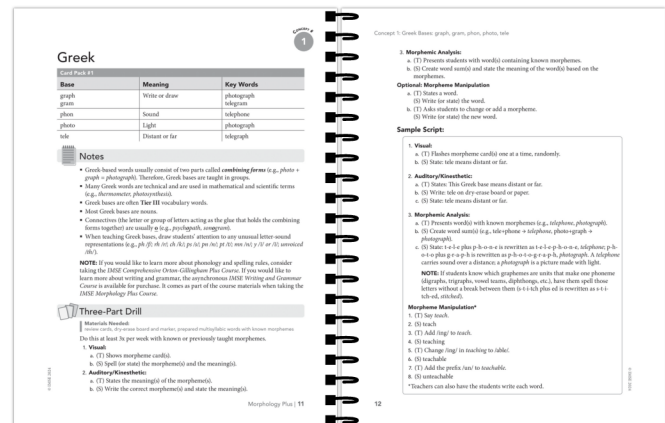 CONCEPT #
1
Greek
Card Pack #1
Base Meaning Key Words
graph Write or draw photograph
gram telegram
phon Sound telephone
photo Light photograph
tele Distant or far telegraph
Notes
• Greek-based words usually consist of two parts called combining forms (e.g., photo +
graph = photograph). Therefore, Greek bases are taught in groups.
• Many Greek words are technical and are used in mathematical and scientific terms
(e.g., thermometer, photosynthesis).
• Greek bases are often Tier III vocabulary words.
• Most Greek bases are nouns.
• Connectives (the letter or group of letters acting as the glue that holds the combining
forms together) are usually o (e.g., psychopath, sonogram).
• When teaching Greek bases, draw students' attention to any unusual letter-sound
representations (e.g., ph /f/; rh /r/; ch /k/; ps /s/; pn /n/; pt /t/; mn /n/; y /ĭ/ or /ī/; unvoiced
/th/).
NOTE: If you would like to learn more about phonology and spelling rules, consider
taking the IMSE Comprehensive Orton-Gillingham Plus Course. If you would like to
learn more about writing and grammar, the asynchronous IMSE Writing and Grammar
Course is available for purchase. It comes as part of the course materials when taking the
IMSE Morphology Plus Course.
Three-Part Drill
Materials Needed:
review cards, dry-erase board and marker, prepared multisyllabic words with known morphemes
Do this at least 3x per week with known or previously taught morphemes.
1. Visual:
a. (T) Shows morpheme card(s).
b. (S) Spell (or state) the morpheme(s) and the meaning(s).
2. Auditory/Kinesthetic:
a. (T) States the meaning(s) of the morpheme(s).
b. (S) Write the correct morpheme(s) and state the meaning(s).
Morphology Plus | 11
Concept 1: Greek Bases: graph, gram, phon, photo, tele
3. Morphemic Analysis:
a. (T) Presents students with word(s) containing known morphemes.
b. (S) Create word sum(s) and state the meaning of the word(s) based on the
morphemes.
Optional: Morpheme Manipulation
a. (T) States a word.
(S) Write (or state) the word.
b. (T) Asks students to change or add a morpheme.
(S) Write (or state) the new word.
Sample Script:
1. Visual:
a. (T) Flashes morpheme card(s) one at a time, randomly.
b. (S) State: tele means distant or far.
2. Auditory/Kinesthetic:
a. (T) States: This Greek base means distant or far.
b. (S) Write: tele on dry-erase board or paper.
c. (S) State: tele means distant or far.
3. Morphemic Analysis:
a. (T) Presents word(s) with known morphemes (e.g., telephone, photograph).
b. (S) Create word sum(s) (e.g., tele+phone → telephone, photo+graph →
photograph).
c. (S) State: t-e-l-e plus p-h-o-n-e is rewritten as t-e-l-e-p-h-o-n-e, telephone; p-h-
o-t-o plus g-r-a-p-h is rewritten as p-h-o-t-o-g-r-a-p-h, photograph. A telephone
carries sound over a distance; a photograph is a picture made with light.
NOTE: If students know which graphemes are units that make one phoneme
(digraphs, trigraphs, vowel teams, diphthongs, etc.), have them spell those
letters without a break between them (s-t-i-tch plus ed is rewritten as s-t-i-
tch-ed, stitched).
Morpheme Manipulation*
1. (T) Say teach.
2. (S) teach
3. (T) Add /ing/ to teach.
4. (S) teaching
5. (T) Change /ing/ in teaching to /able/.
6. (S) teachable
7. (T) Add the prefix /un/ to teachable.
8. (S) unteachable
*Teachers can also have the students write each word.
12